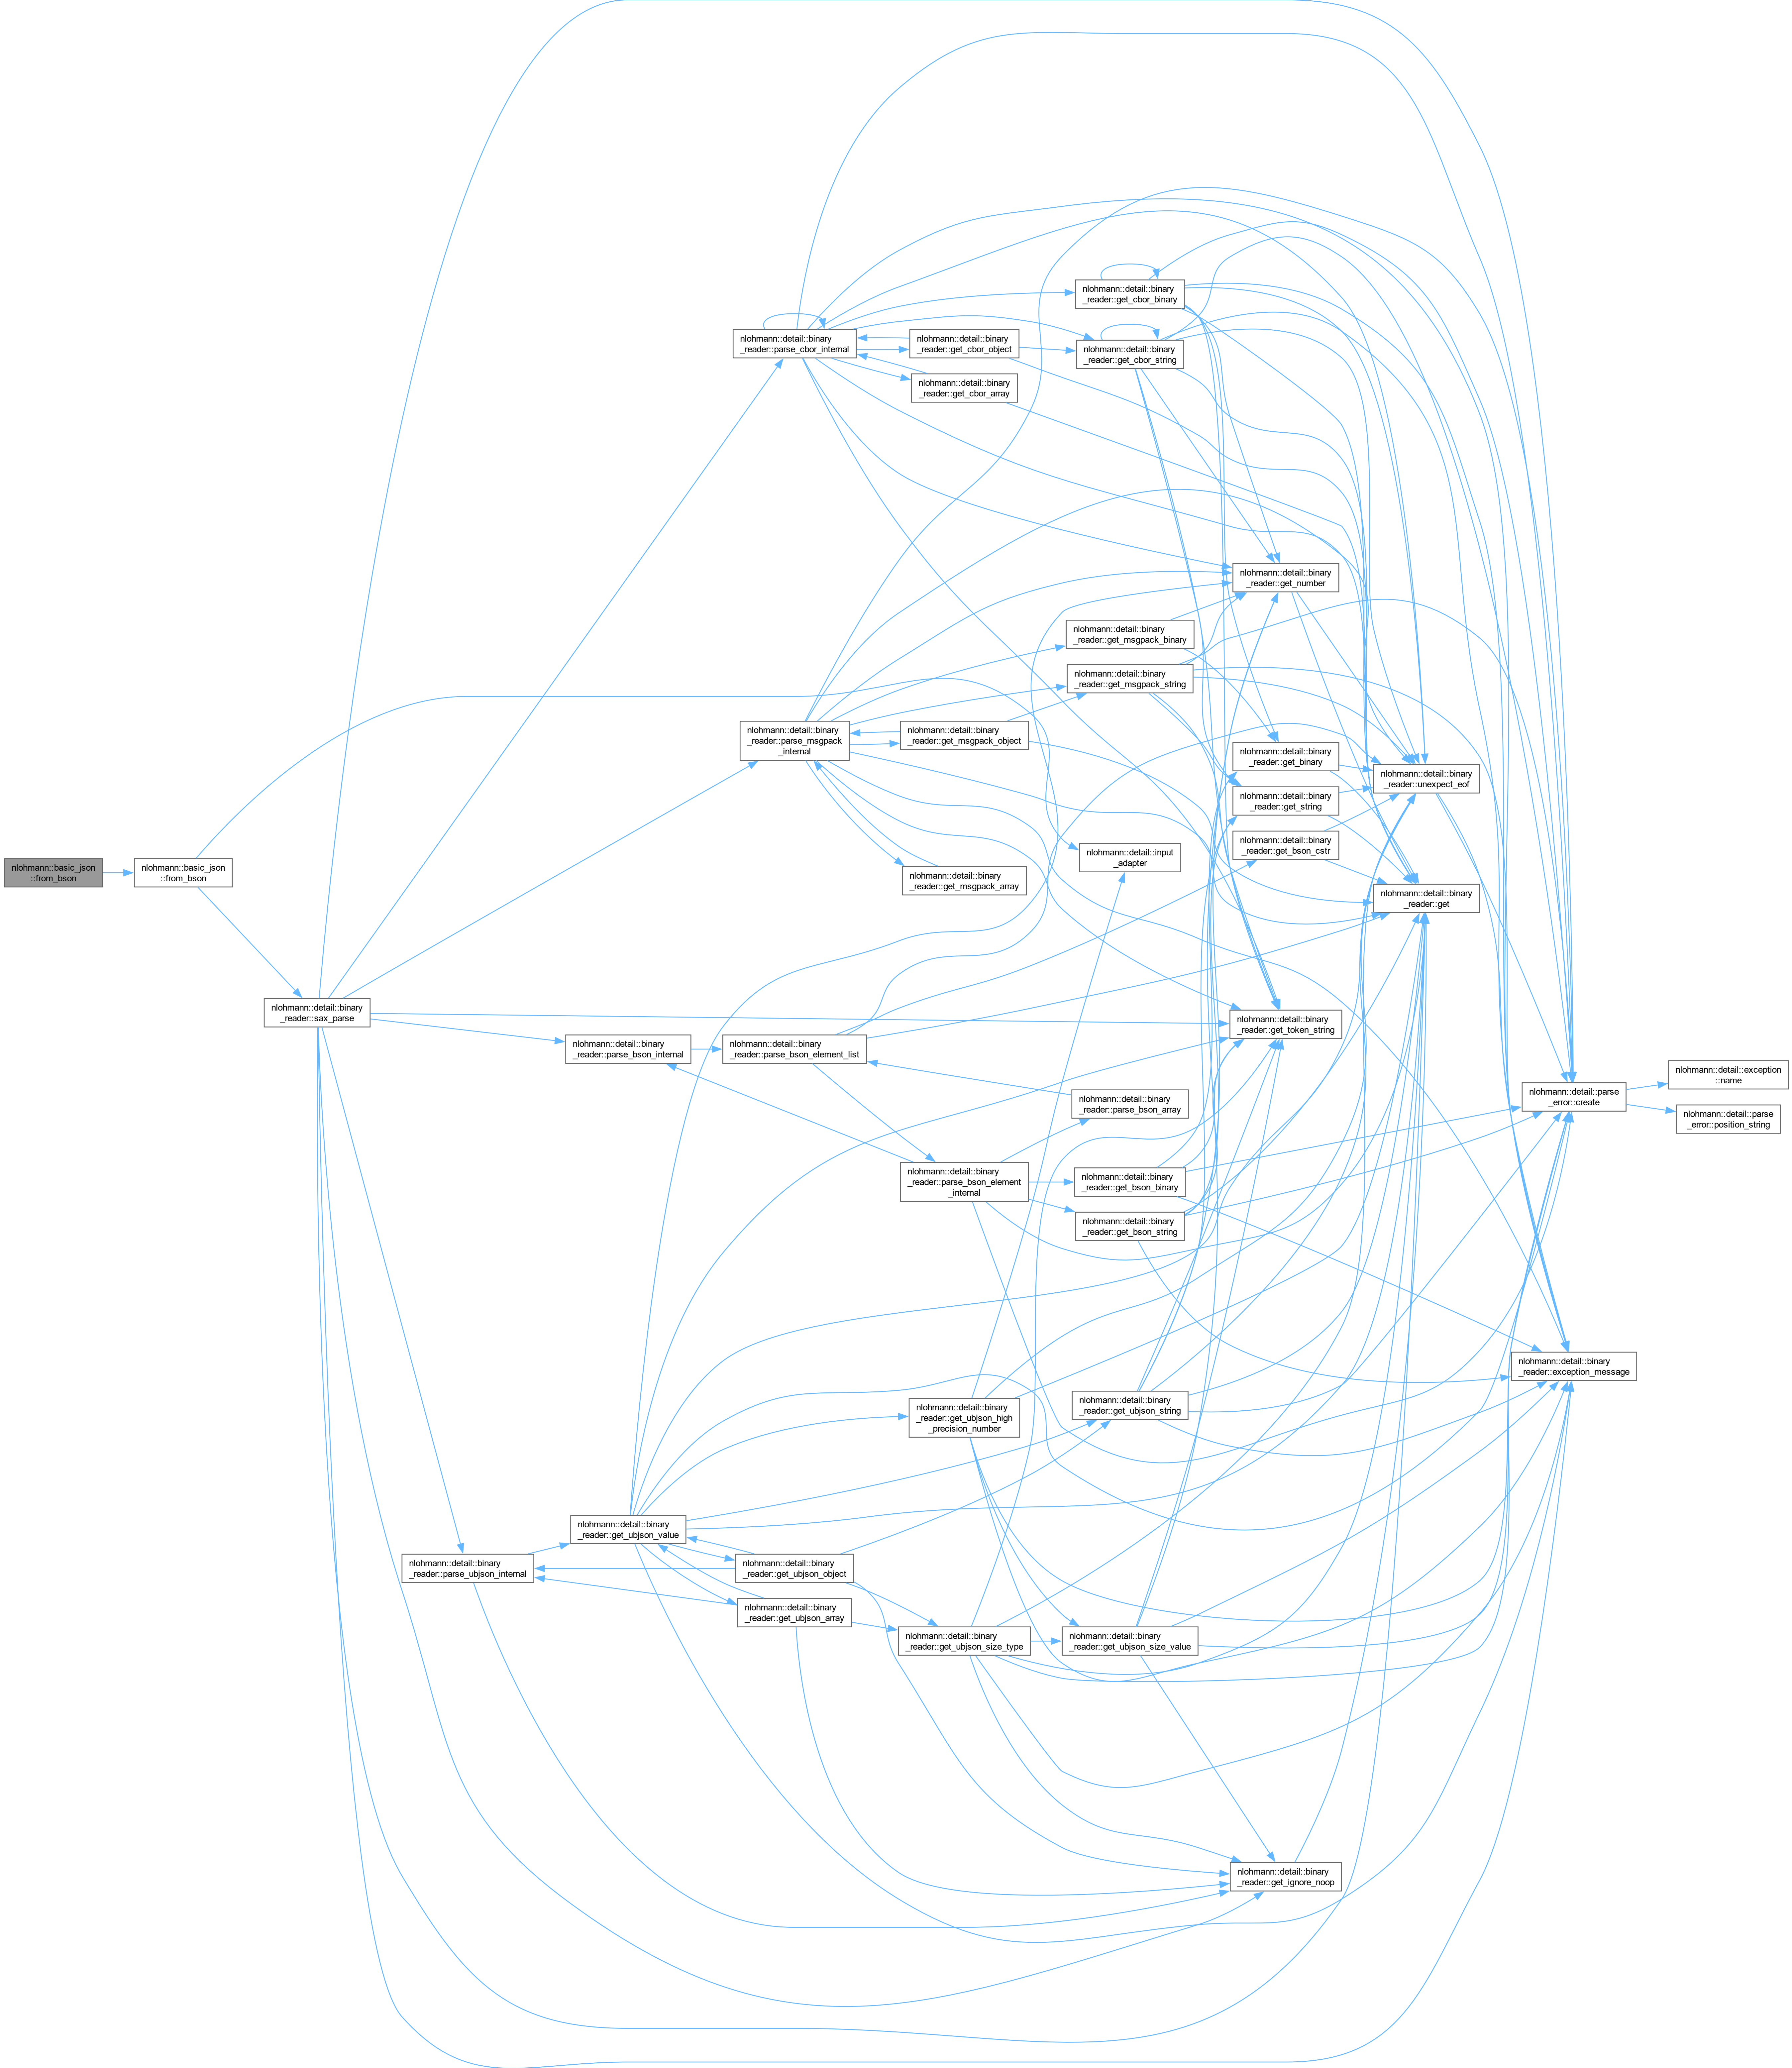 nlohmann::basic_json
::from_bson
nlohmann::basic_json
::from_bson
nlohmann::detail::binary
_reader::sax_parse
nlohmann::detail::binary
_reader::parse_cbor_internal
nlohmann::detail::binary
_reader::get_cbor_object
nlohmann::detail::binary
_reader::get_cbor_array
nlohmann::detail::binary
_reader::get_cbor_binary
nlohmann::detail::binary
_reader::get_cbor_string
nlohmann::detail::binary
_reader::get_number
nlohmann::detail::binary
_reader::get_msgpack_binary
nlohmann::detail::binary
_reader::get_msgpack_string
nlohmann::detail::binary
_reader::parse_msgpack
_internal
nlohmann::detail::binary
_reader::get_msgpack_object
nlohmann::detail::binary
_reader::get_msgpack_array
nlohmann::detail::binary
_reader::get_binary
nlohmann::detail::binary
_reader::get_string
nlohmann::detail::binary
_reader::get_bson_cstr
nlohmann::detail::binary
_reader::unexpect_eof
nlohmann::detail::input
_adapter
nlohmann::detail::binary
_reader::get
nlohmann::detail::binary
_reader::get_token_string
nlohmann::detail::binary
_reader::parse_bson_internal
nlohmann::detail::binary
_reader::parse_bson_element_list
nlohmann::detail::binary
_reader::parse_bson_array
nlohmann::detail::parse
_error::create
nlohmann::detail::exception
::name
nlohmann::detail::parse
_error::position_string
nlohmann::detail::binary
_reader::parse_bson_element
_internal
nlohmann::detail::binary
_reader::get_bson_binary
nlohmann::detail::binary
_reader::get_bson_string
nlohmann::detail::binary
_reader::exception_message
nlohmann::detail::binary
_reader::get_ubjson_high
_precision_number
nlohmann::detail::binary
_reader::get_ubjson_string
nlohmann::detail::binary
_reader::get_ubjson_value
nlohmann::detail::binary
_reader::parse_ubjson_internal
nlohmann::detail::binary
_reader::get_ubjson_object
nlohmann::detail::binary
_reader::get_ubjson_array
nlohmann::detail::binary
_reader::get_ubjson_size_type
nlohmann::detail::binary
_reader::get_ubjson_size_value
nlohmann::detail::binary
_reader::get_ignore_noop